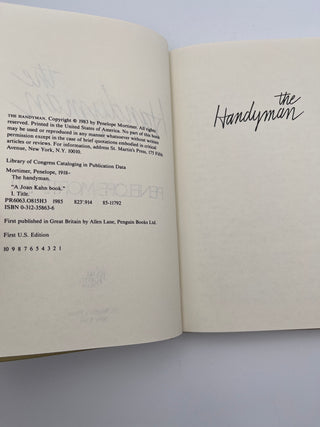 THE HANDYMAN. Copyright © 1983 by Penelope Mortimer. All rights
reserved. Printed in the United States of America. No part of this book
may be used or reproduced in any manner whatsoever without written
permission except in the case of brief quotations embodied in critical
articles or reviews. For information, address St. Martin's Press, 175 Fifth
Avenue, New York, N.Y.
Library of Congress Cataloging in Publication Data
Mortimer, Penelope, 1918-
The handyman.
"A Joan Kahn book."
I. Title.
PR6063.O815H3 1985 823'.914 85-11792
ISBN 0-312-35863-6
First published in Great Britain by Allen Lane, Penguin Books Ltd.
First U.S. Edition
10 9 8 7 6 5 4 3 2 1
the
Handyman